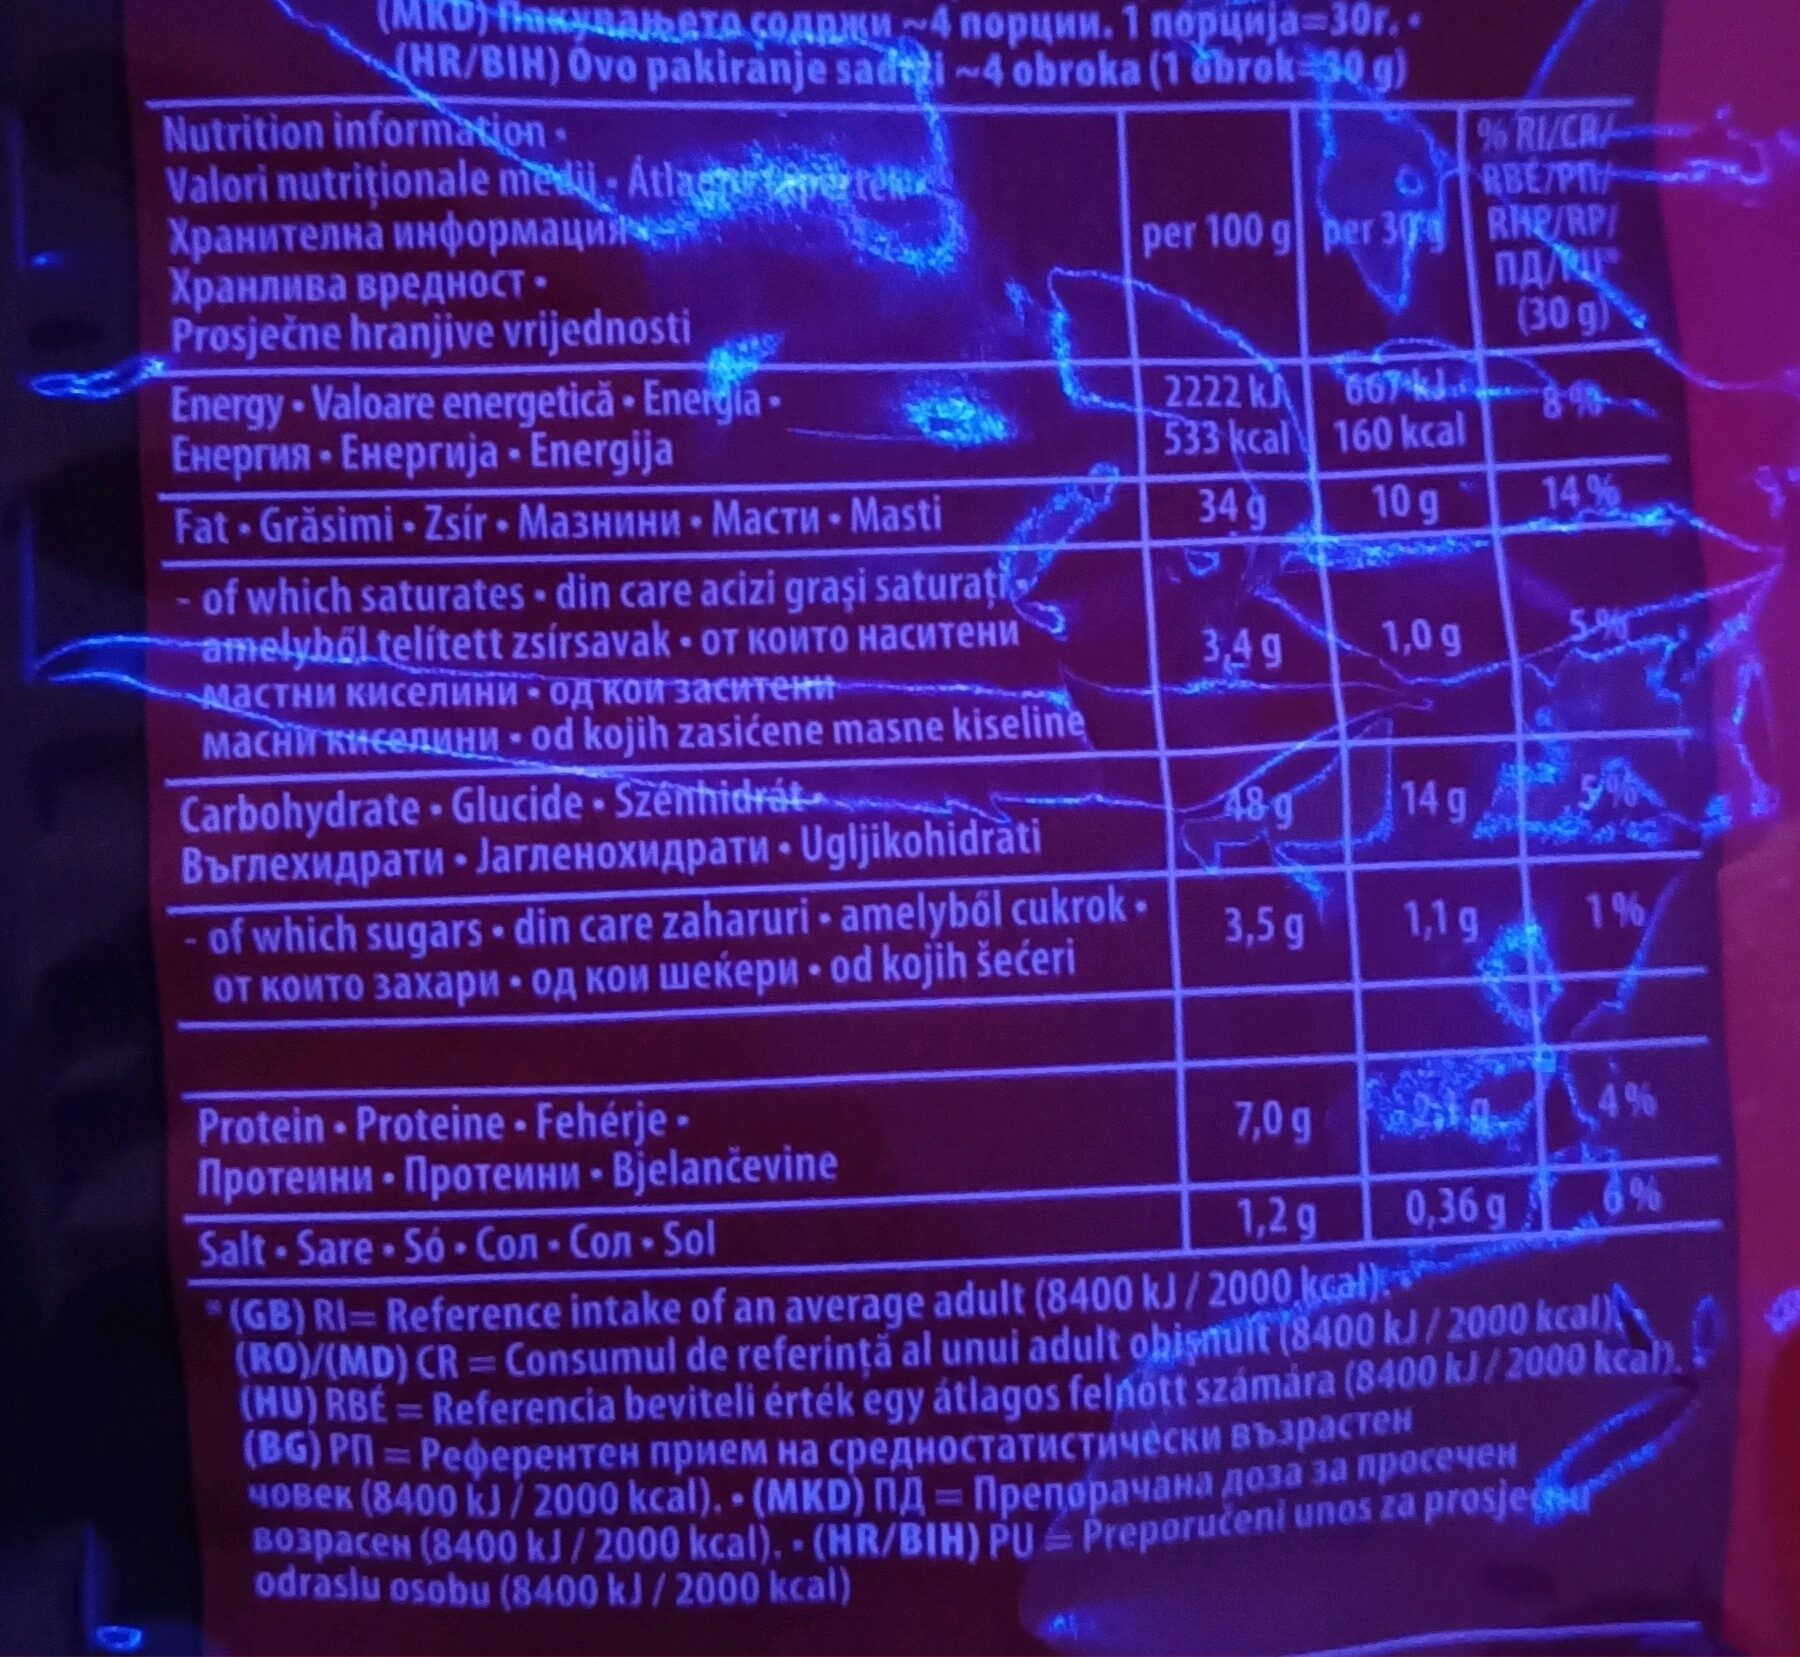 (MKD) Пакувањето содржи ~4 порции. 1 порција=30г. •
(HR/BIH) Ovo pakiranje sadrži ~4 obroka (1 obrok=30 g)
Nutrition information •
Valori nutriționale medii • Átlagos tápérték •
Хранителна информация •
Хранлива вредност •
Prosječne hranjive vrijednosti
per 100 g
per 30 g
% RI/CR/
RBÉ/РП/
RHP/RP/
ПД/PU*
(30 g)
Energy • Valoare energetică • Energia •
Енергия • Енергија • Energija
2222 kJ
533 kcal
667 kJ
160 kcal
8 %
Fat • Grăsimi • Zsír • Мазнини • Масти • Masti
34 g
10 g
14 %
- of which saturates • din care acizi grași saturați •
amelyből telített zsírsavak • от които наситени
мастни киселини • од кои заситени
масни киселини • od kojih zasićene masne kiseline
3,4 g
1,0 g
5 %
Carbohydrate • Glucide • Szénhidrát •
Въглехидрати • Јагленохидрати • Ugljikohidrati
48 g
14 g
5 %
- of which sugars • din care zaharuri • amelyből cukrok •
от които захари • од кои шеќери • od kojih šećeri
3,5 g
1,1 g
1 %
Protein • Proteine • Fehérje •
Протеини • Протеини • Bjelančevine
7,0 g
2,1 g
4 %
Salt • Sare • Só • Сол • Сол • Sol
1,2 g
0,36 g
6 %
* (GB) RI= Reference intake of an average adult (8400 kJ / 2000 kcal).
(RO)/(MD) CR = Consumul de referință al unui adult obișnuit (8400 kJ / 2000 kcal).
(HU) RBÉ = Referencia beviteli érték egy átlagos felnőtt számára (8400 kJ / 2000 kcal).
(BG) РП = Референтен прием на средностатистически възрастен
човек (8400 kJ / 2000 kcal). • (MKD) ПД = Препорачана доза за просечен
возрасен (8400 kJ / 2000 kcal). • (HR/BIH) PU = Preporučeni unos za prosječnu
odraslu osobu (8400 kJ / 2000 kcal)